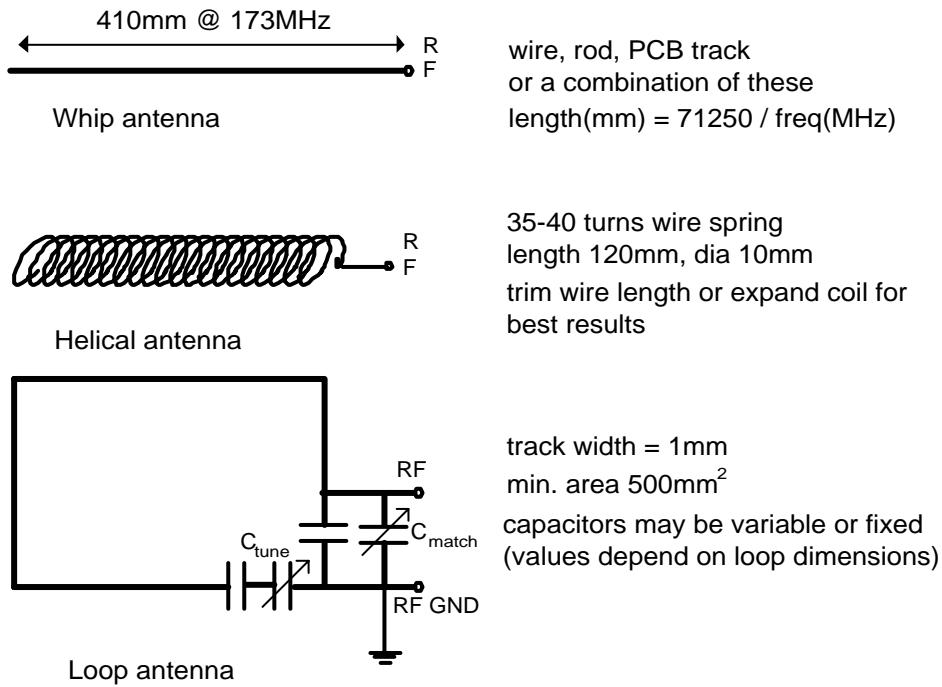 410mm @ 173MHz
R
F
wire, rod, PCB track
or a combination of these
length(mm) = 71250 / freq(MHz)
Whip antenna
35-40 turns wire spring
length 120mm, dia 10mm
trim wire length or expand coil for
best results
R
F
Helical antenna
track width = 1mm
min. area 500mm²
capacitors may be variable or fixed
(values depend on loop dimensions)
RF
C_match
C_tune
RF GND
Loop antenna